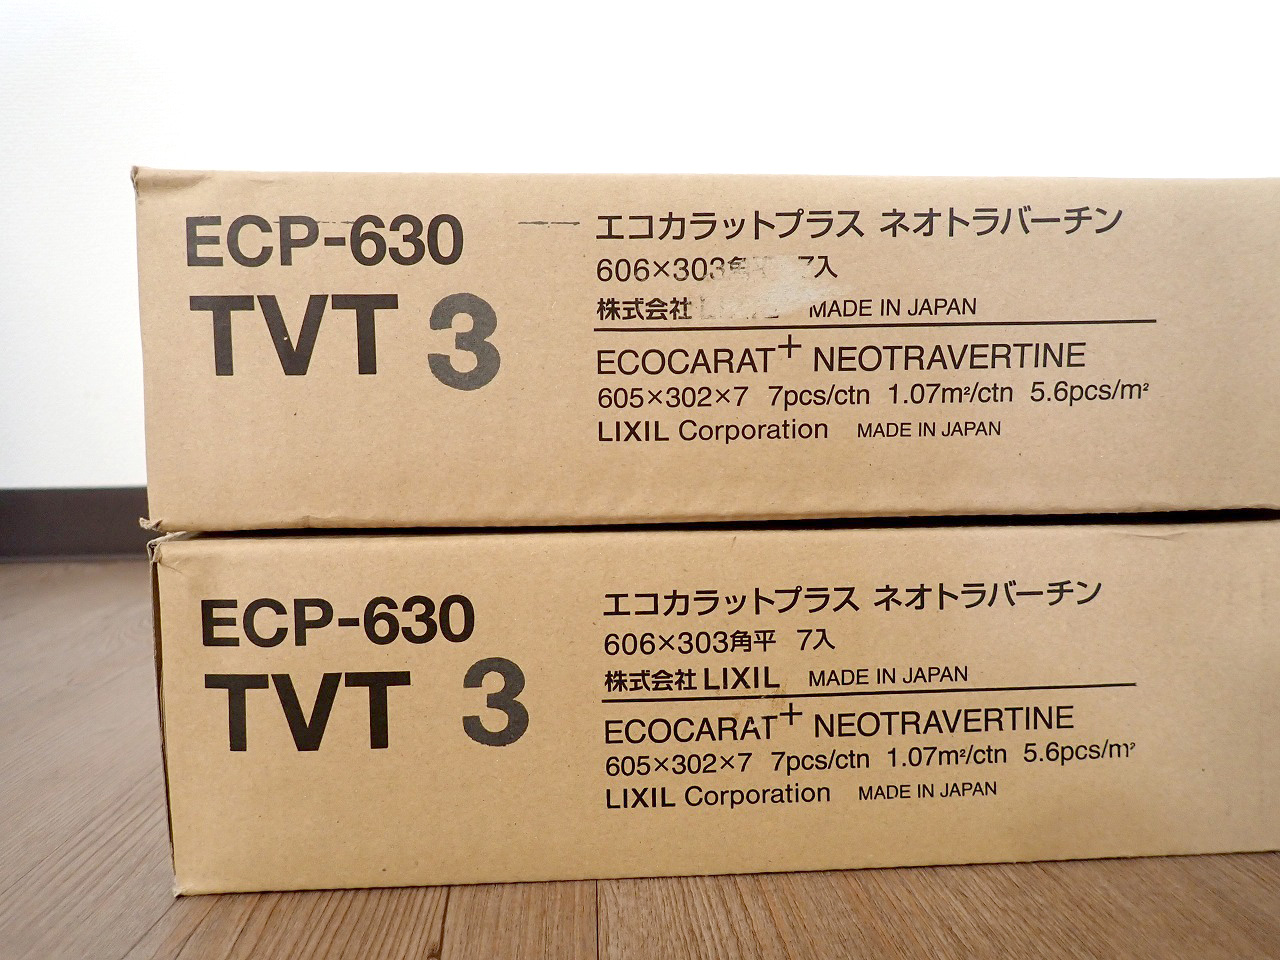 ECP-630
TVT 3
エコカラットプラス ネオトラバーチン
606×303角 7入
株式会社 MADE IN JAPAN
ECOCARAT+ NEOTRAVERTINE
605×302×7 7pcs/ctn 1.07m²/ctn 5.6pcs/m²
LIXIL Corporation MADE IN JAPAN
ECP-630
TVT 3
エコカラットプラス ネオトラバーチン
606×303角平 7入
株式会社 LIXIL MADE IN JAPAN
ECOCARAT+ NEOTRAVERTINE
605×302×7 7pcs/ctn 1.07m²/ctn 5.6pcs/m²
LIXIL Corporation MADE IN JAPAN